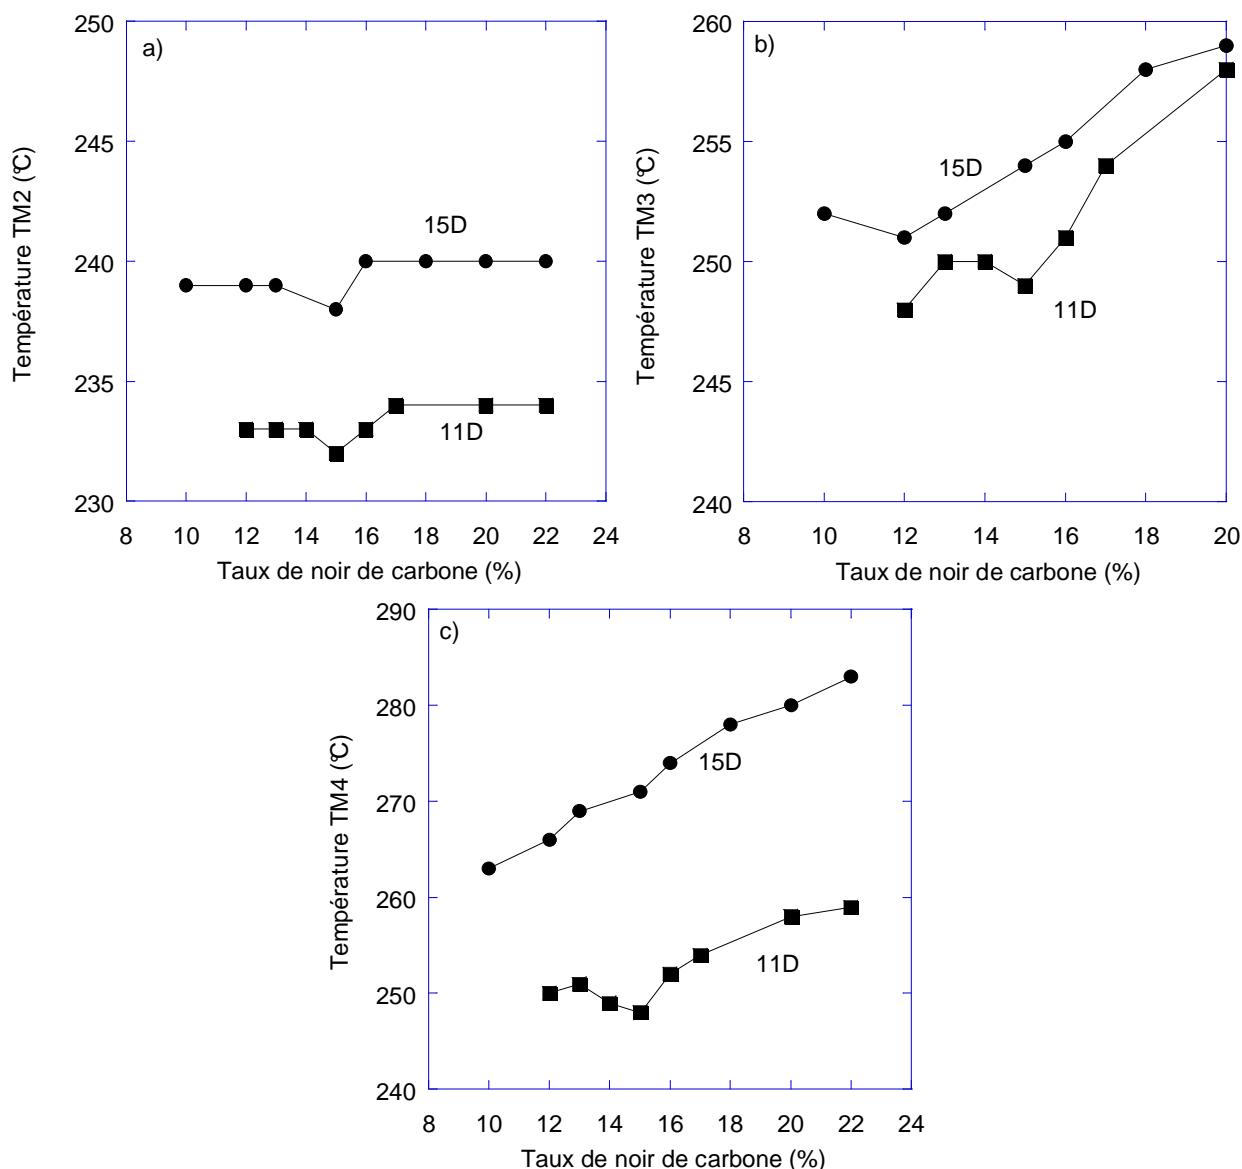 a)
250
245
240
235
230
Température TM2 (°C)
15D
11D
8 10 12 14 16 18 20 22 24
Taux de noir de carbone (%)
b)
260
255
250
245
240
Température TM3 (°C)
15D
11D
8 10 12 14 16 18 20
Taux de noir de carbone (%)
c)
290
280
270
260
250
240
Température TM4 (°C)
15D
11D
8 10 12 14 16 18 20 22 24
Taux de noir de carbone (%)